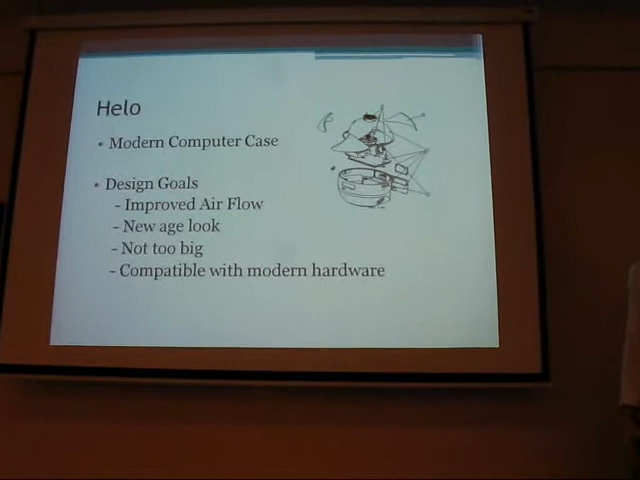 Helo
• Modern Computer Case
• Design Goals
- Improved Air Flow
- New age look
- Not too big
- Compatible with modern hardware